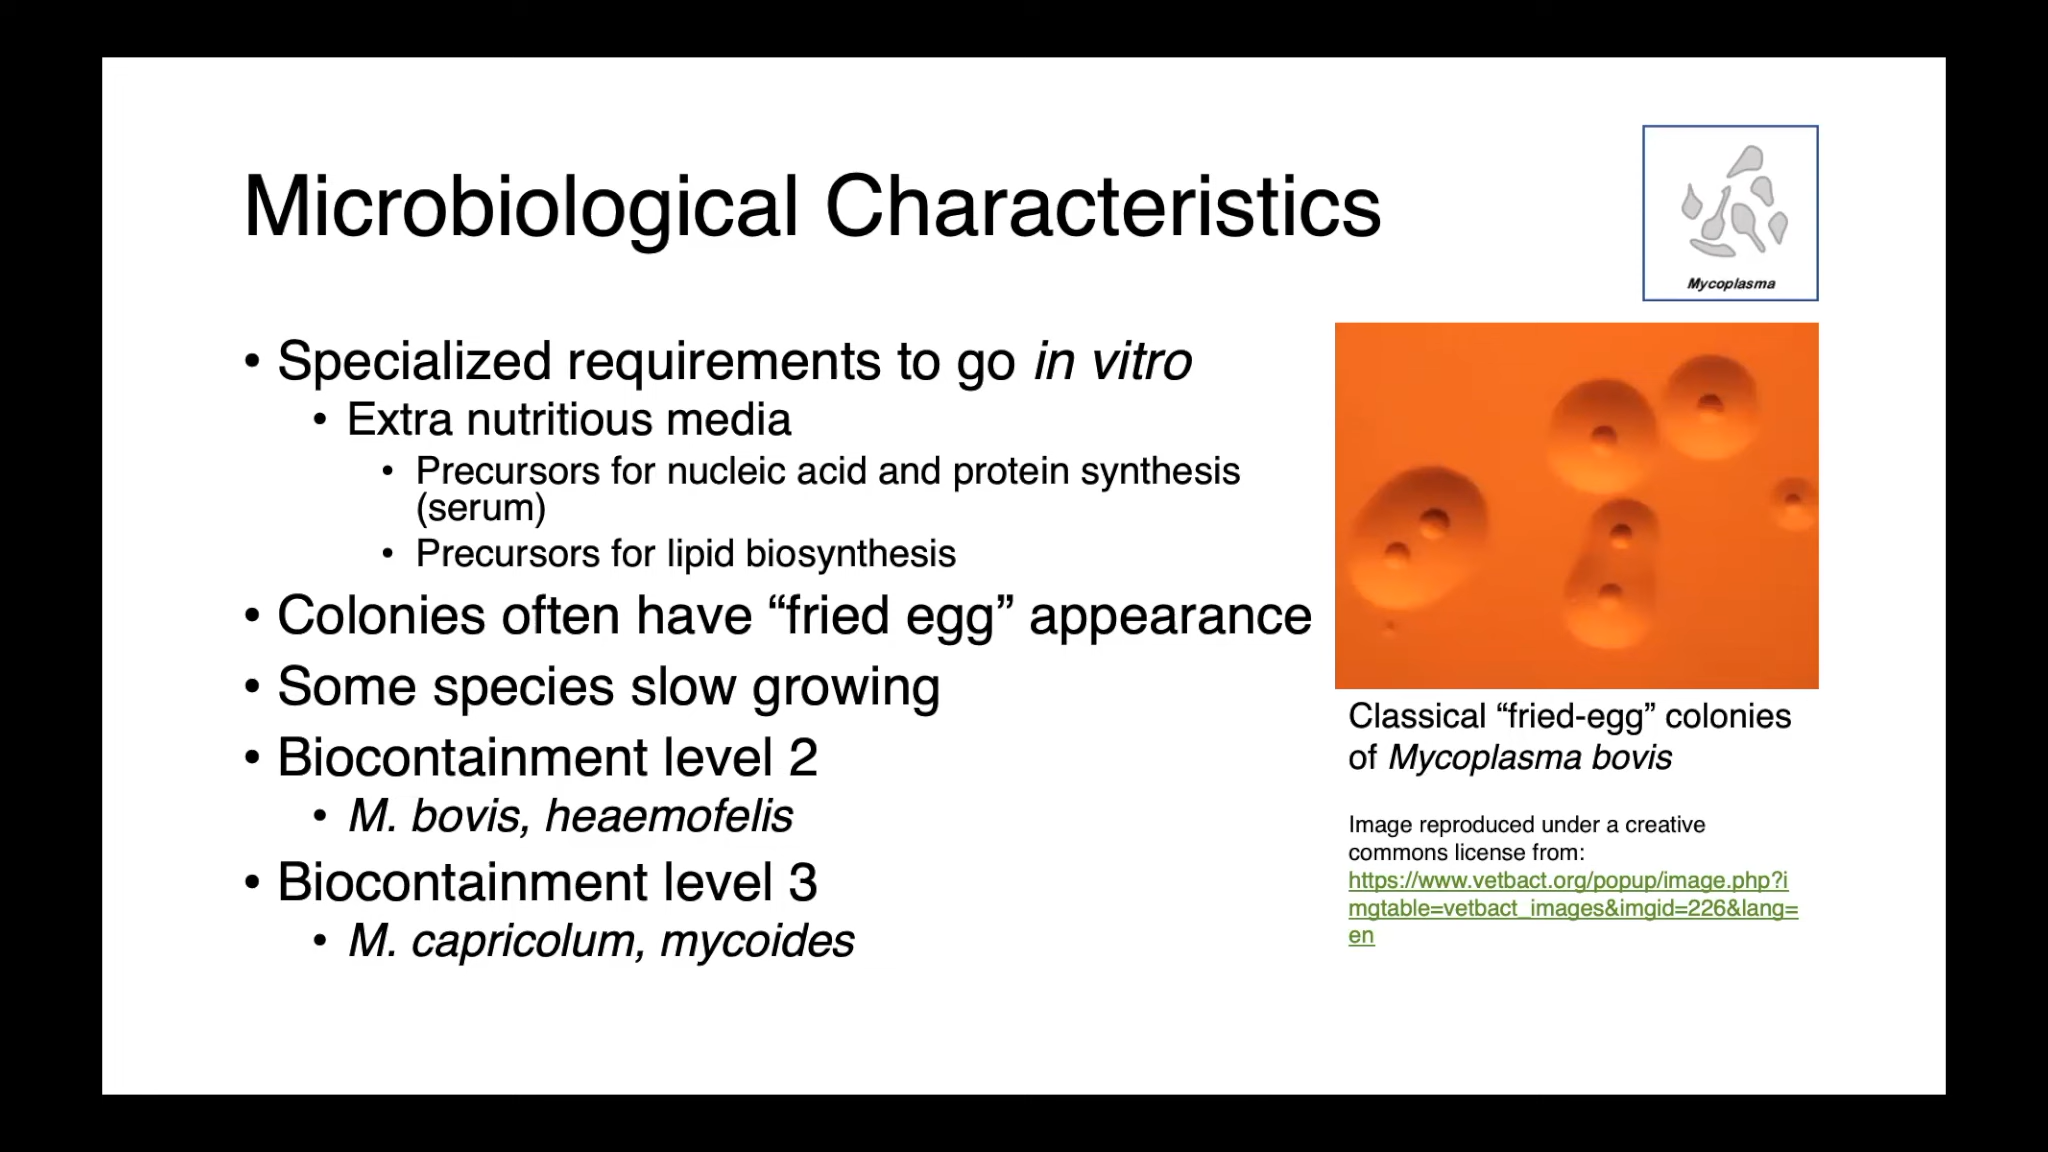 Microbiological Characteristics
Mycoplasma
• Specialized requirements to go in vitro
• Extra nutritious media
• Precursors for nucleic acid and protein synthesis
(serum)
• Precursors for lipid biosynthesis
• Colonies often have “fried egg” appearance
• Some species slow growing
• Biocontainment level 2
• M. bovis, heaemofelis
• Biocontainment level 3
• M. capricolum, mycoides
Classical “fried-egg” colonies
of Mycoplasma bovis
Image reproduced under a creative
commons license from:
https://www.vetbact.org/popup/image.php?i
mgtable=vetbact_images&imgid=226&lang=
en